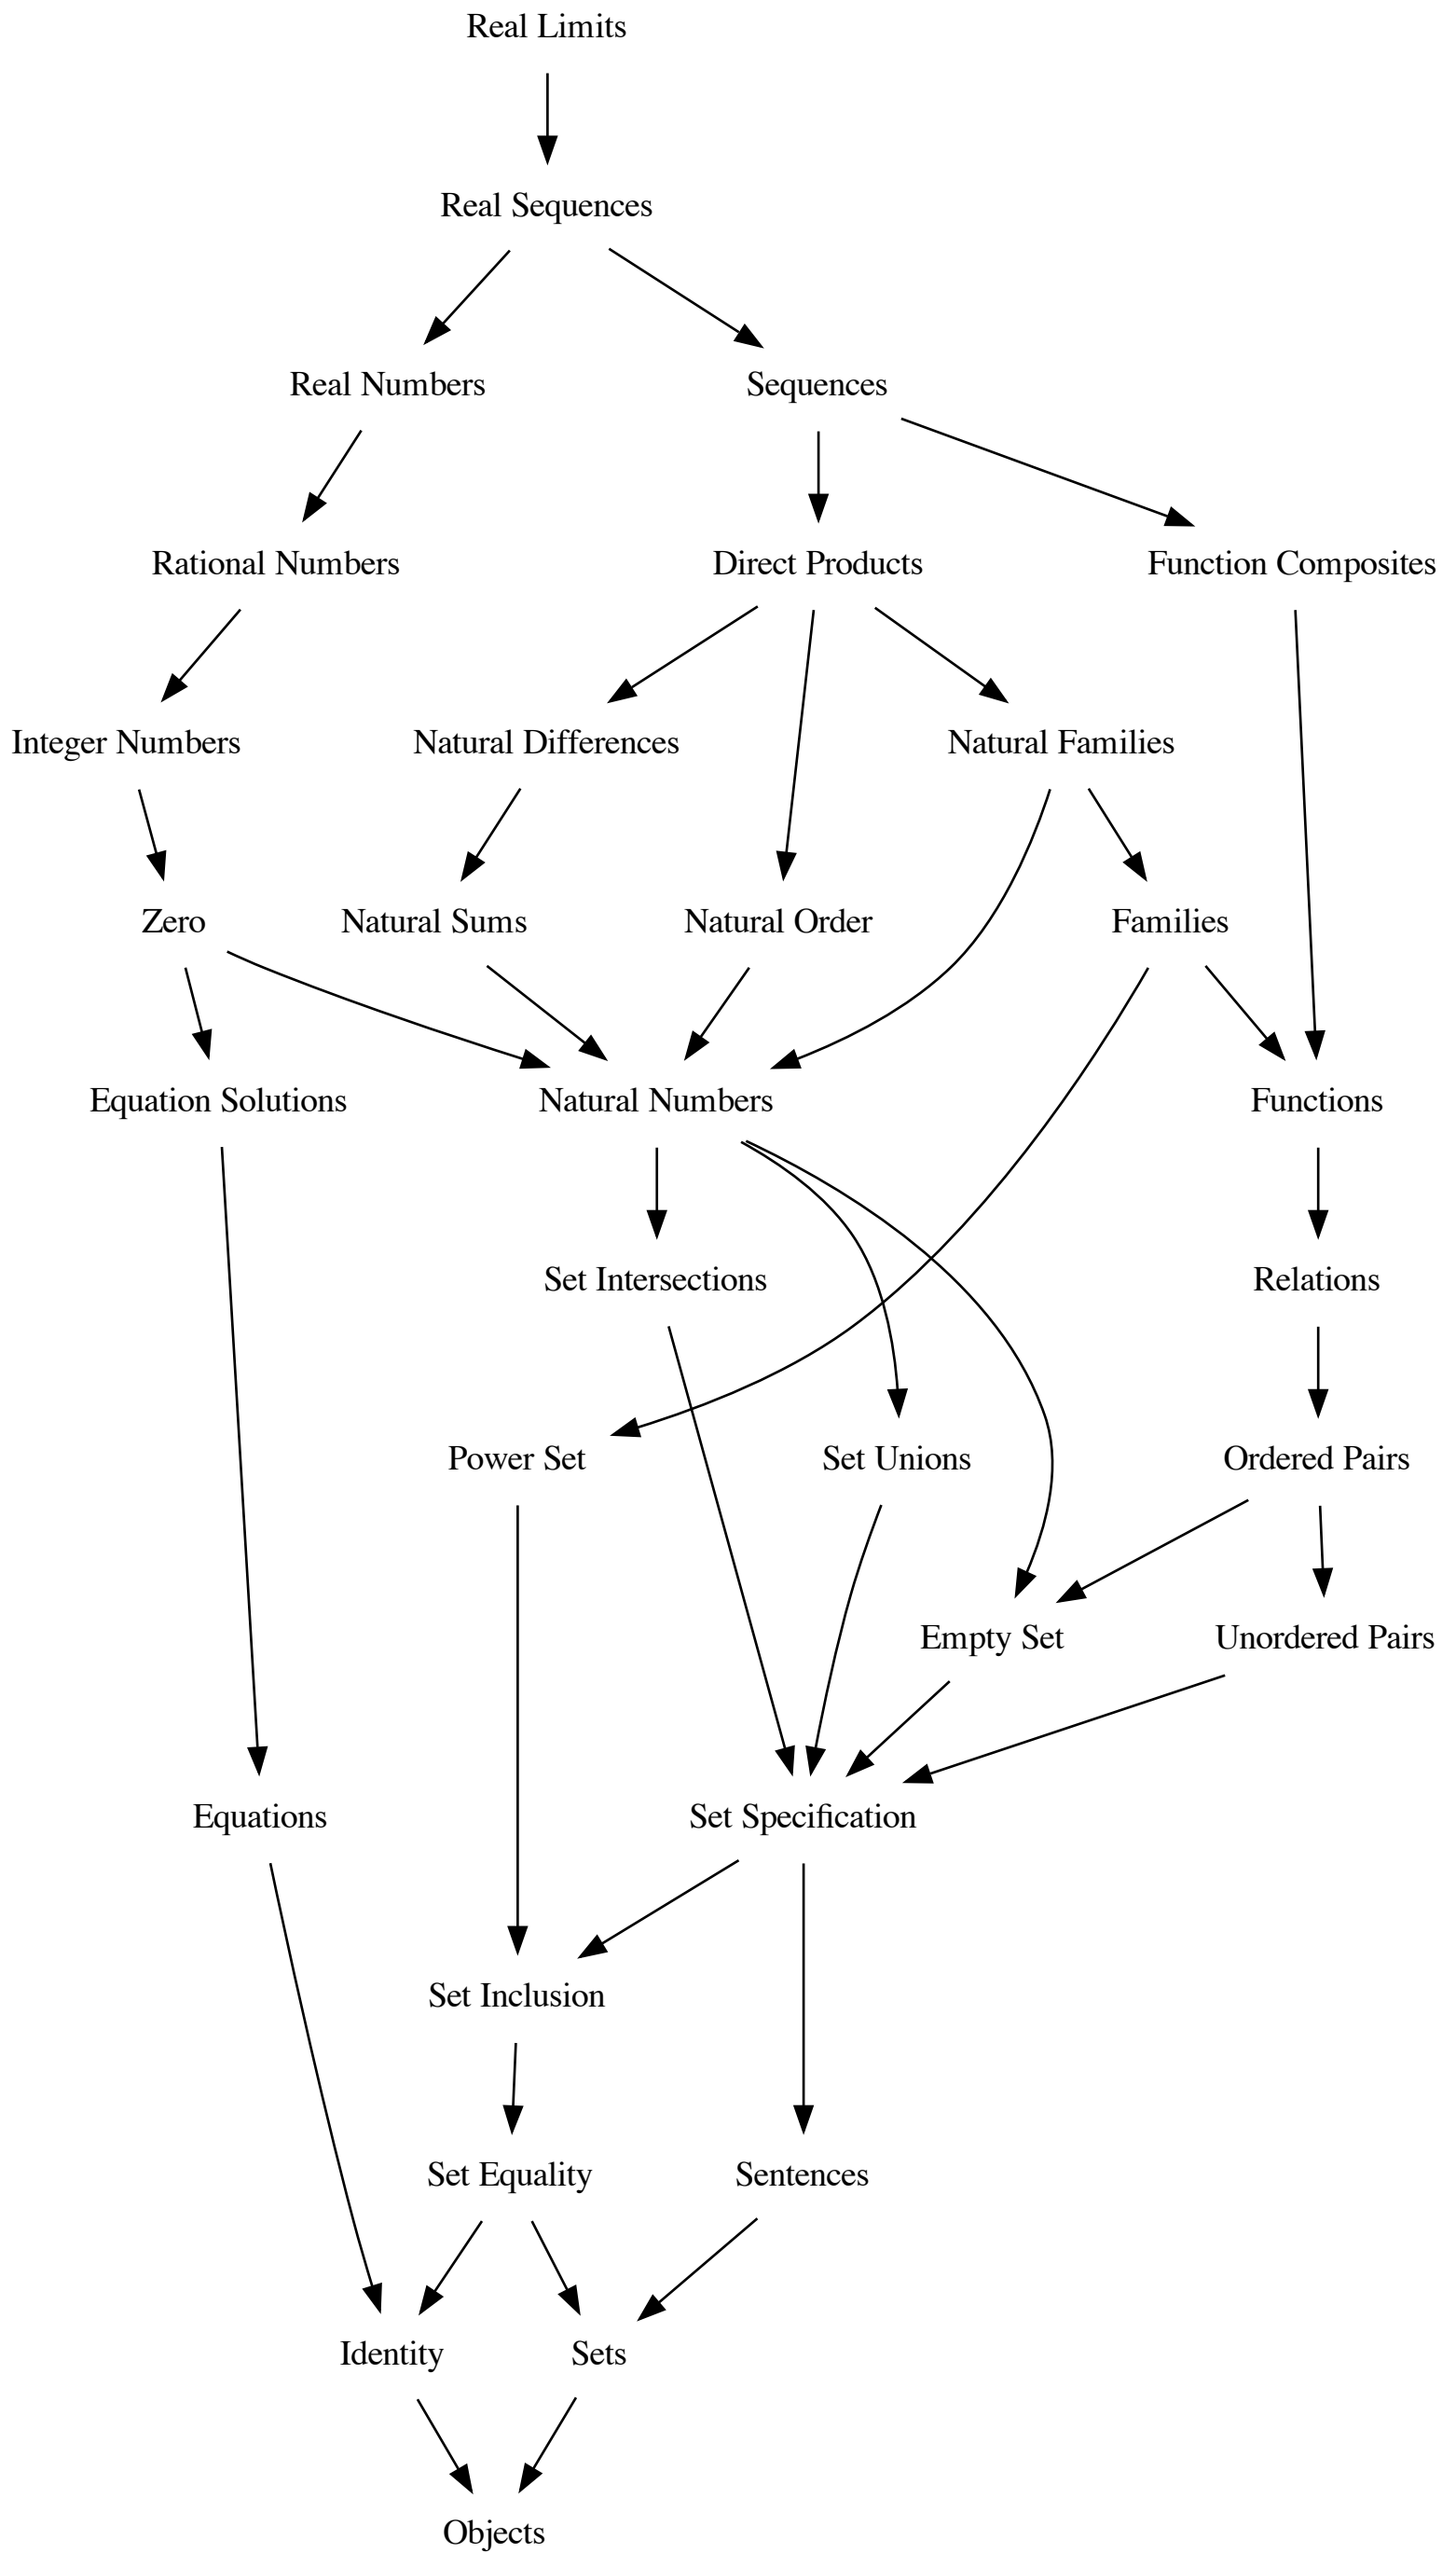 Real Limits
Real Sequences
Real Numbers
Sequences
Rational Numbers
Direct Products
Function Composites
Integer Numbers
Natural Differences
Natural Families
Zero
Natural Sums
Natural Order
Families
Equation Solutions
Natural Numbers
Functions
Set Intersections
Relations
Power Set
Set Unions
Ordered Pairs
Empty Set
Unordered Pairs
Equations
Set Specification
Set Inclusion
Set Equality
Sentences
Identity
Sets
Objects